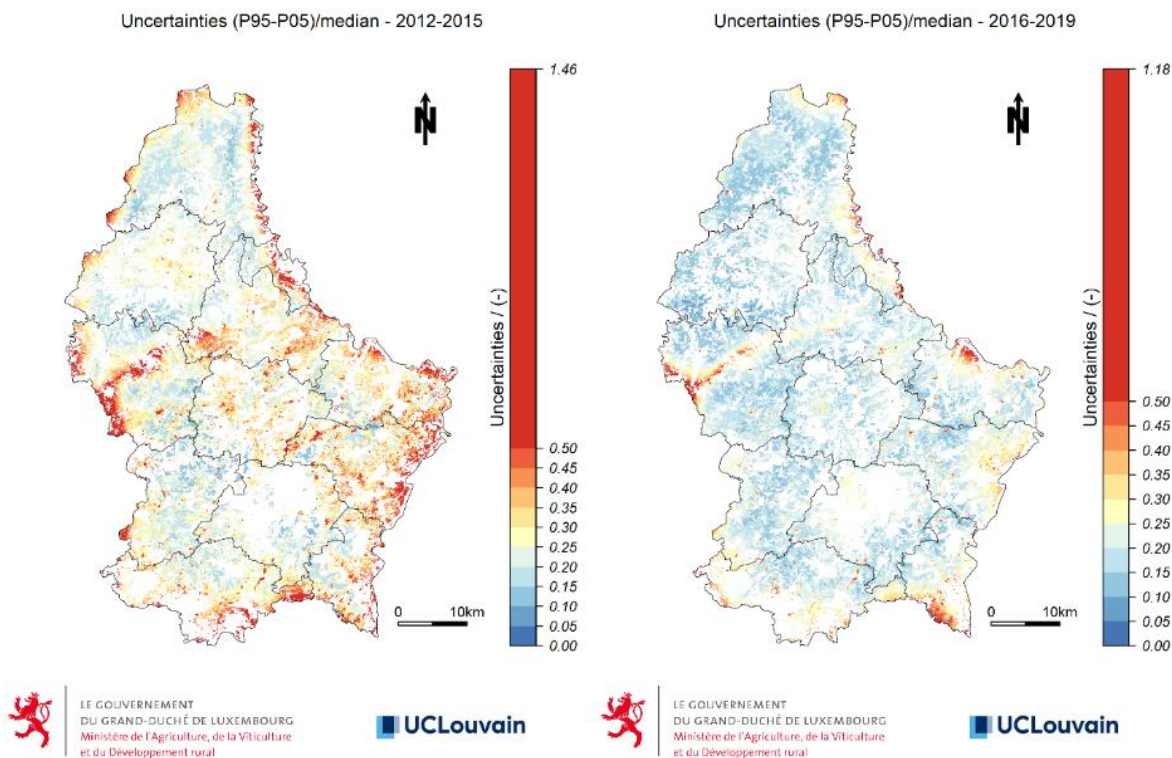 Uncertainties (P95-P05)/median - 2012-2015
1.46
N
Uncertainties / (-)
0.50
0.45
0.40
0.35
0.30
0.25
0.20
0.15
0.10
0.05
0.00
0 10km
LE GOUVERNEMENT
DU GRAND-DUCHÉ DE LUXEMBOURG
Ministère de l'Agriculture, de la Viticulture
et du Développement rural
UCLouvain
Uncertainties (P95-P05)/median - 2016-2019
1.18
N
Uncertainties / (-)
0.50
0.45
0.40
0.35
0.30
0.25
0.20
0.15
0.10
0.05
0.00
0 10km
LE GOUVERNEMENT
DU GRAND-DUCHÉ DE LUXEMBOURG
Ministère de l'Agriculture, de la Viticulture
et du Développement rural
UCLouvain